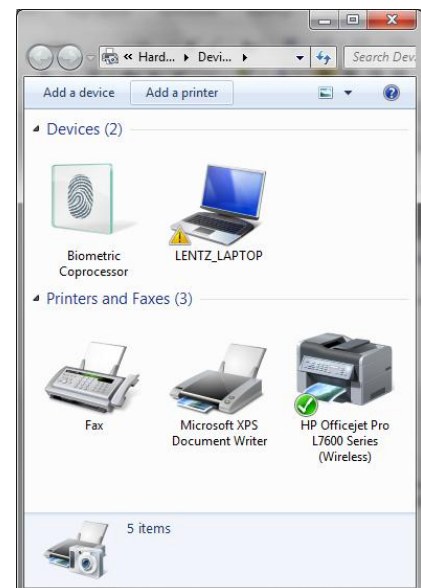 « Hard... ▸ Devi... ▸
Search Dev
Add a device Add a printer
Devices (2)
Biometric
Coprocessor
LENTZ_LAPTOP
Printers and Faxes (3)
Fax
Microsoft XPS
Document Writer
HP Officejet Pro
L7600 Series
(Wireless)
5 items